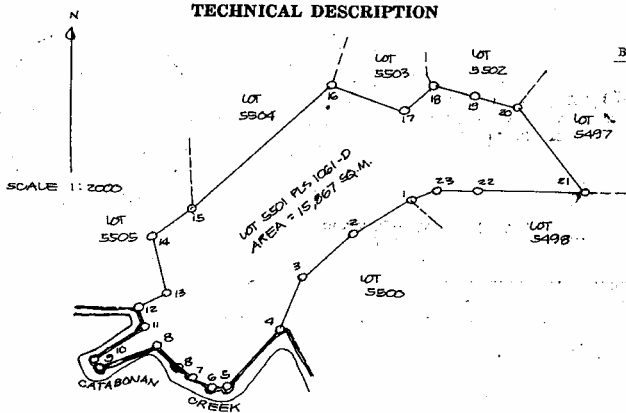 TECHNICAL DESCRIPTION
N
B
LOT
5503
LOT
5502
LOT
5504
16
17
18
19
20
LOT
5497
SCALE 1:2000
LOT 5501 PLS 1061-D
AREA = 15,867 SQ.M.
15
14
LOT
5505
1
23
22
21
2
LOT
5498
3
LOT
5500
13
12
11
4
10
9
8
8
7
6
5
CATABONAN
CREEK